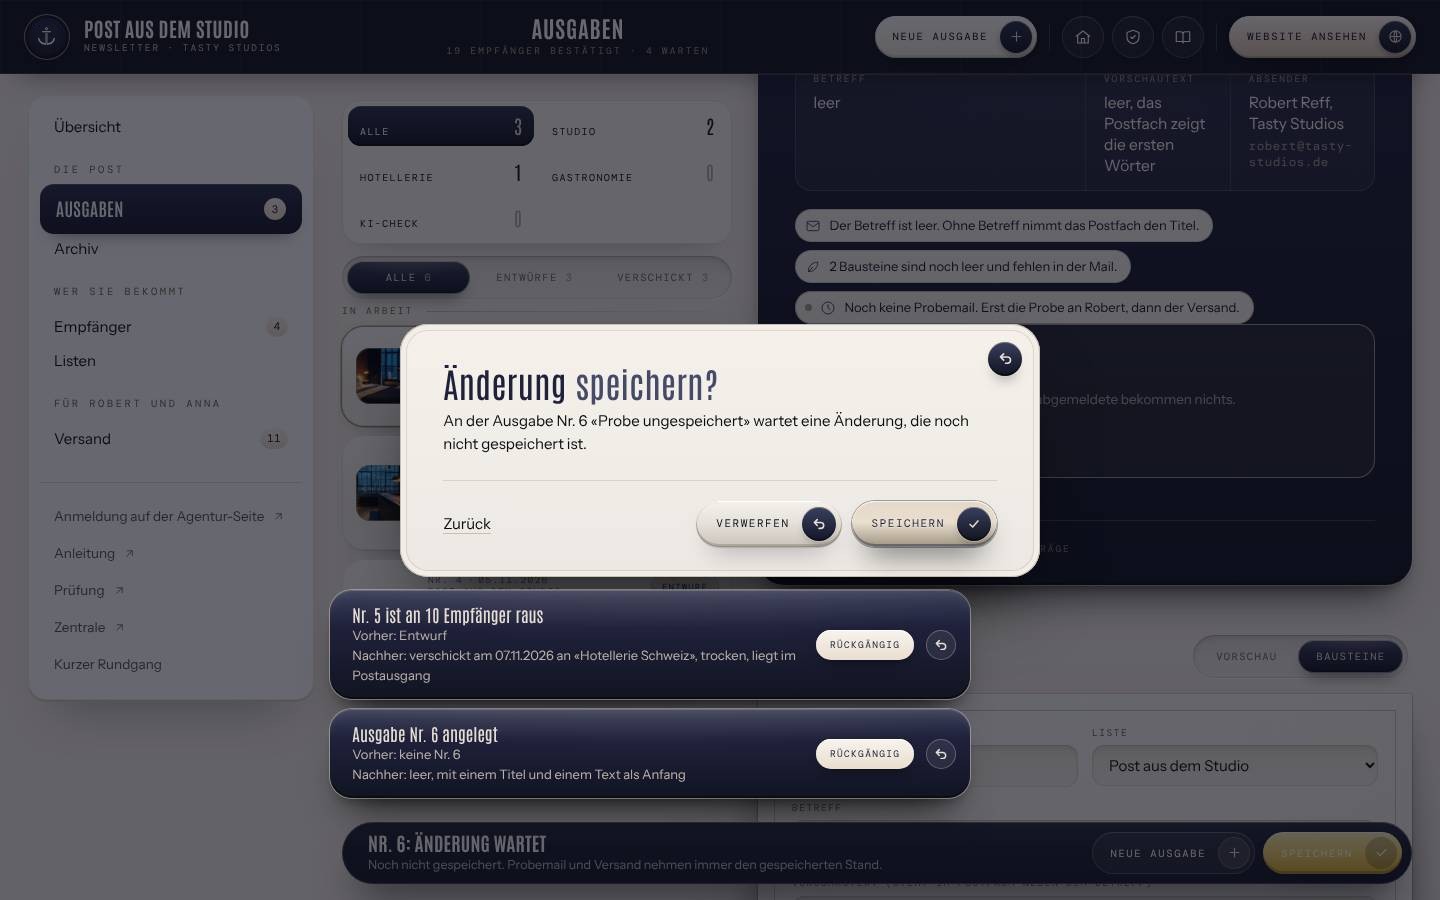 POST AUS DEM STUDIO
NEWSLETTER · TASTY STUDIOS
AUSGABEN
19 EMPFÄNGER BESTÄTIGT · 4 WARTEN
NEUE AUSGABE
WEBSITE ANSEHEN
Übersicht
DIE POST
AUSGABEN 3
Archiv
WER SIE BEKOMMT
Empfänger 4
Listen
FÜR ROBERT UND ANNA
Versand 11
Anmeldung auf der Agentur-Seite
Anleitung
Prüfung
Zentrale
Kurzer Rundgang
ALLE 3
STUDIO 2
HOTELLERIE 1
GASTRONOMIE 0
KI-CHECK 0
ALLE 6
ENTWÜRFE 3
VERSCHICKT 3
IN ARBEIT
NR. 4 · 05.11.2026
ENTWURF
BETREFF
leer
VORSCHAUTEXT
leer, das
Postfach zeigt
die ersten
Wörter
ABSENDER
Robert Reff,
Tasty Studios
robert@tasty-
studios.de
Der Betreff ist leer. Ohne Betreff nimmt das Postfach den Titel.
2 Bausteine sind noch leer und fehlen in der Mail.
Noch keine Probemail. Erst die Probe an Robert, dann der Versand.
bgemeldete bekommen nichts.
RÄGE
Änderung speichern?
An der Ausgabe Nr. 6 «Probe ungespeichert» wartet eine Änderung, die noch
nicht gespeichert ist.
Zurück
VERWERFEN
SPEICHERN
Nr. 5 ist an 10 Empfänger raus
Vorher: Entwurf
Nachher: verschickt am 07.11.2026 an «Hotellerie Schweiz», trocken, liegt im
Postausgang
RÜCKGÄNGIG
Ausgabe Nr. 6 angelegt
Vorher: keine Nr. 6
Nachher: leer, mit einem Titel und einem Text als Anfang
RÜCKGÄNGIG
VORSCHAU
BAUSTEINE
LISTE
Post aus dem Studio
BETREFF
NR. 6: ÄNDERUNG WARTET
Noch nicht gespeichert. Probemail und Versand nehmen immer den gespeicherten Stand.
NEUE AUSGABE
SPEICHERN